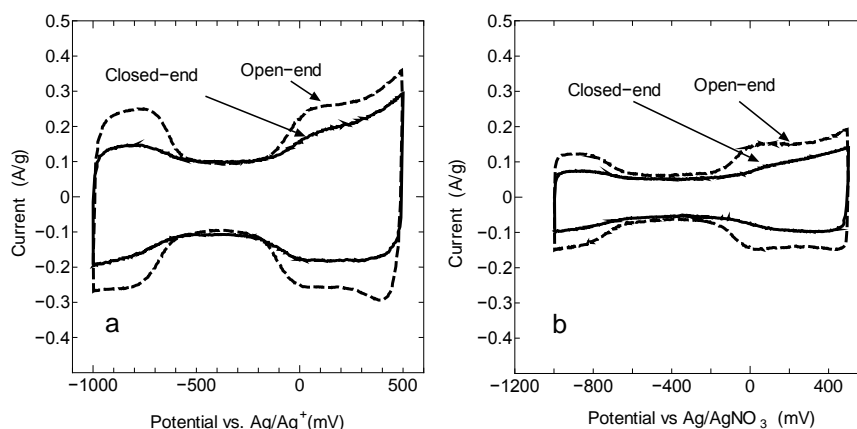 0.5
0.4
0.3
0.2
0.1
0
−0.1
−0.2
−0.3
−0.4
Current (A/g)
Closed−end
Open−end
a
−1000
−500
0
500
Potential vs. Ag/Ag+(mV)
0.5
0.4
0.3
0.2
0.1
0
−0.1
−0.2
−0.3
−0.4
Current (A/g)
Closed−end
Open−end
b
−1200
−800
−400
0
400
Potential vs Ag/AgNO3 (mV)